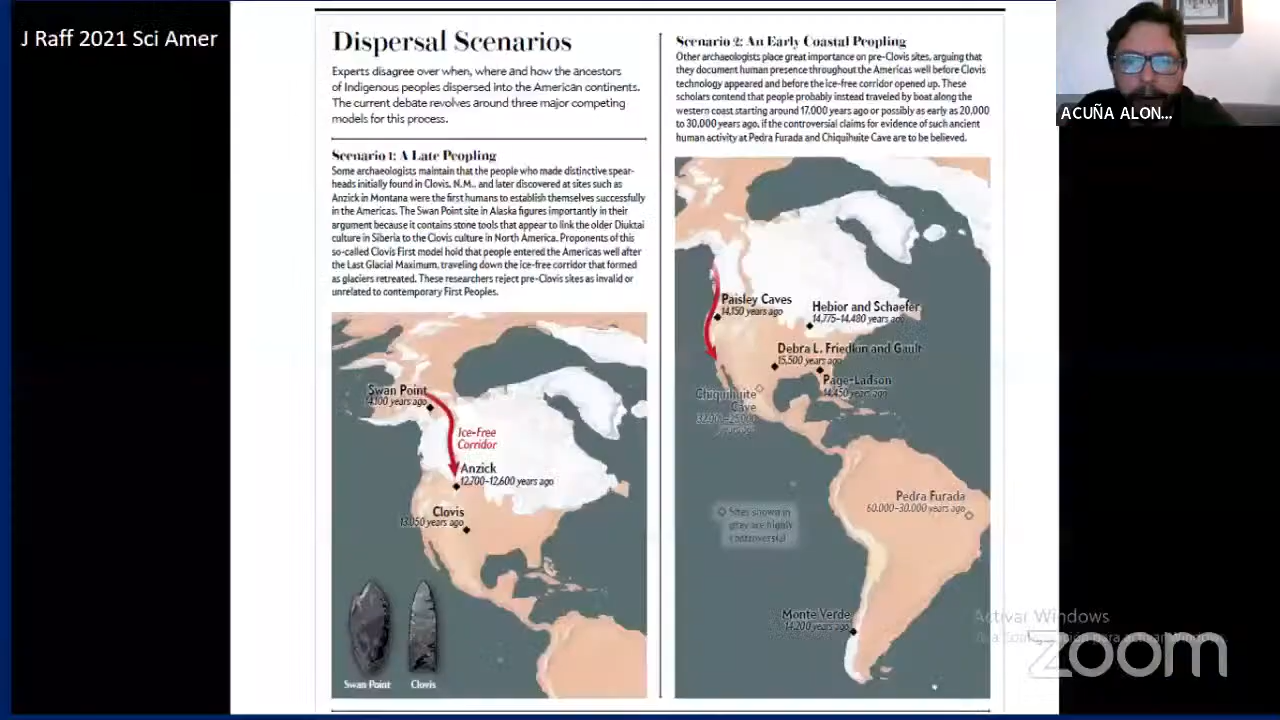 J Raff 2021 Sci Amer
Dispersal Scenarios
Experts disagree over when, where and how the ancestors
of Indigenous peoples dispersed into the American continents.
The current debate revolves around three major competing
models for this process.
Scenario 1: A Late Peopling
Some archaeologists maintain that the people who made distinctive spear-
heads initially found in Clovis, N.M., and later discovered at sites such as
Anzick in Montana were the first humans to establish themselves successfully
in the Americas. The Swan Point site in Alaska figures importantly in their
argument because it contains stone tools that appear to link the older Diuktai
culture in Siberia to the Clovis culture in North America. Proponents of this
so-called Clovis First model hold that people entered the Americas well after
the Last Glacial Maximum, traveling down the ice-free corridor that formed
as glaciers retreated. These researchers reject pre-Clovis sites as invalid or
unrelated to contemporary First Peoples.
Swan Point
years ago
Ice-Free
Corridor
Anzick
12,700–12,600 years ago
Clovis
13,050 years ago
Swan Point
Clovis
Scenario 2: An Early Coastal Peopling
Other archaeologists place great importance on pre-Clovis sites, arguing that
they document human presence throughout the Americas well before Clovis
technology appeared and before the ice-free corridor opened up. These
scholars contend that people probably instead traveled by boat along the
western coast starting around 17,000 years ago or possibly as early as 20,000
to 30,000 years ago, if the controversial claims for evidence of such ancient
human activity at Pedra Furada and Chiquihuite Cave are to be believed.
Paisley Caves
14,150 years ago
Hebior and Schaefer
14,775–14,480 years ago
Debra L. Friedkin and Gault
15,500 years ago
Page-Ladson
14,450 years ago
Chiquihuite
Cave
years ago
Pedra Furada
60,000–30,000 years ago
Sites shown in
grey are highly
controversial
Monte Verde
14,200 years ago
ACUÑA ALON...
Activar Windows
para activar Windows.
zoom